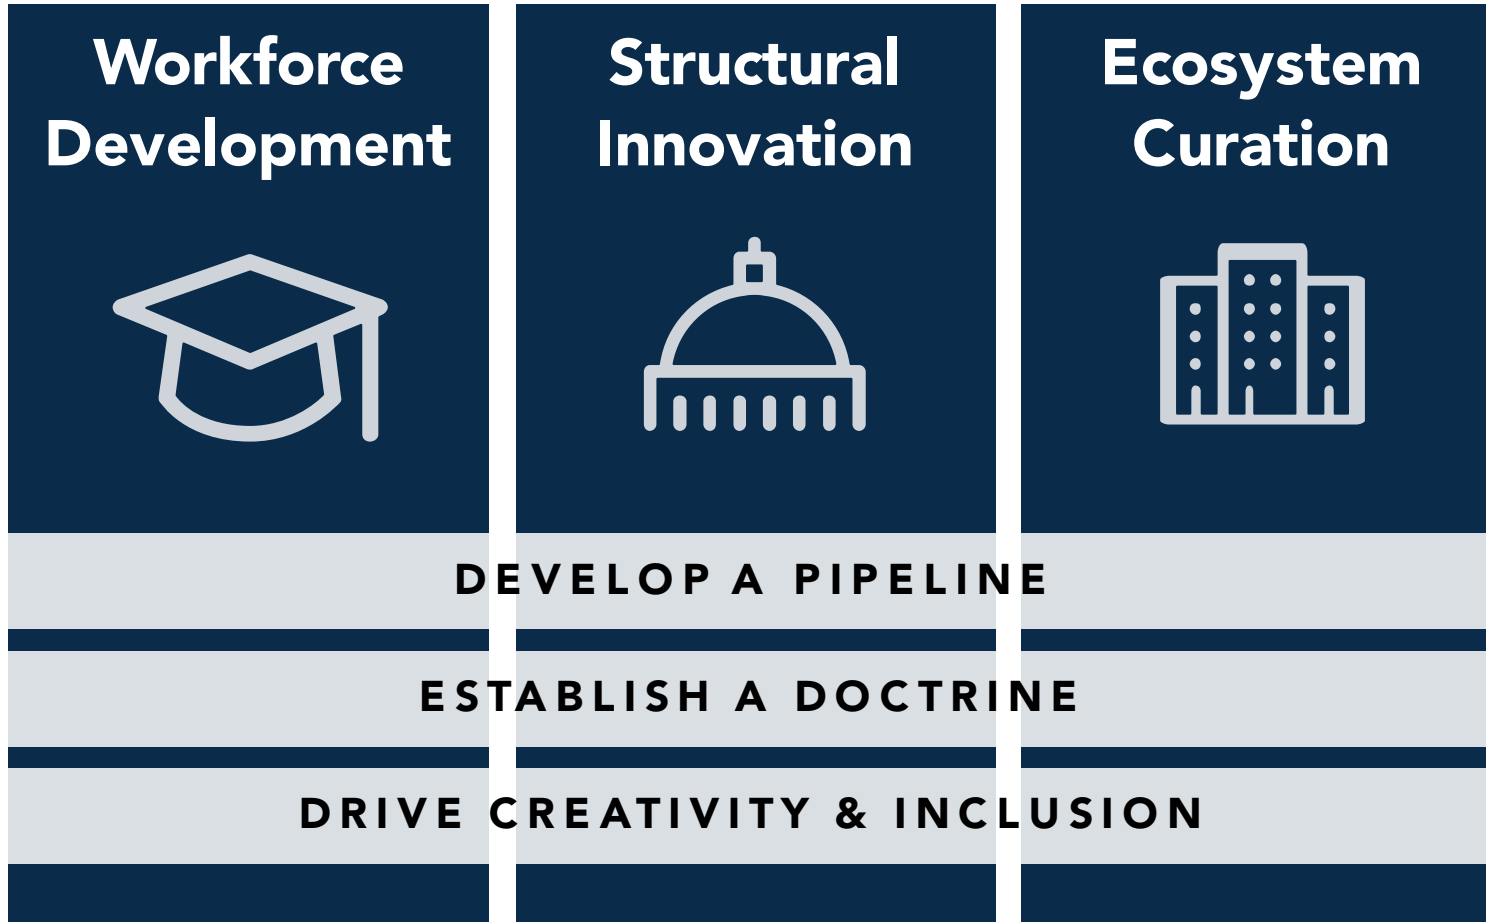 Workforce
Development
Structural
Innovation
Ecosystem
Curation
DEVELOP A PIPELINE
ESTABLISH A DOCTRINE
DRIVE CREATIVITY & INCLUSION